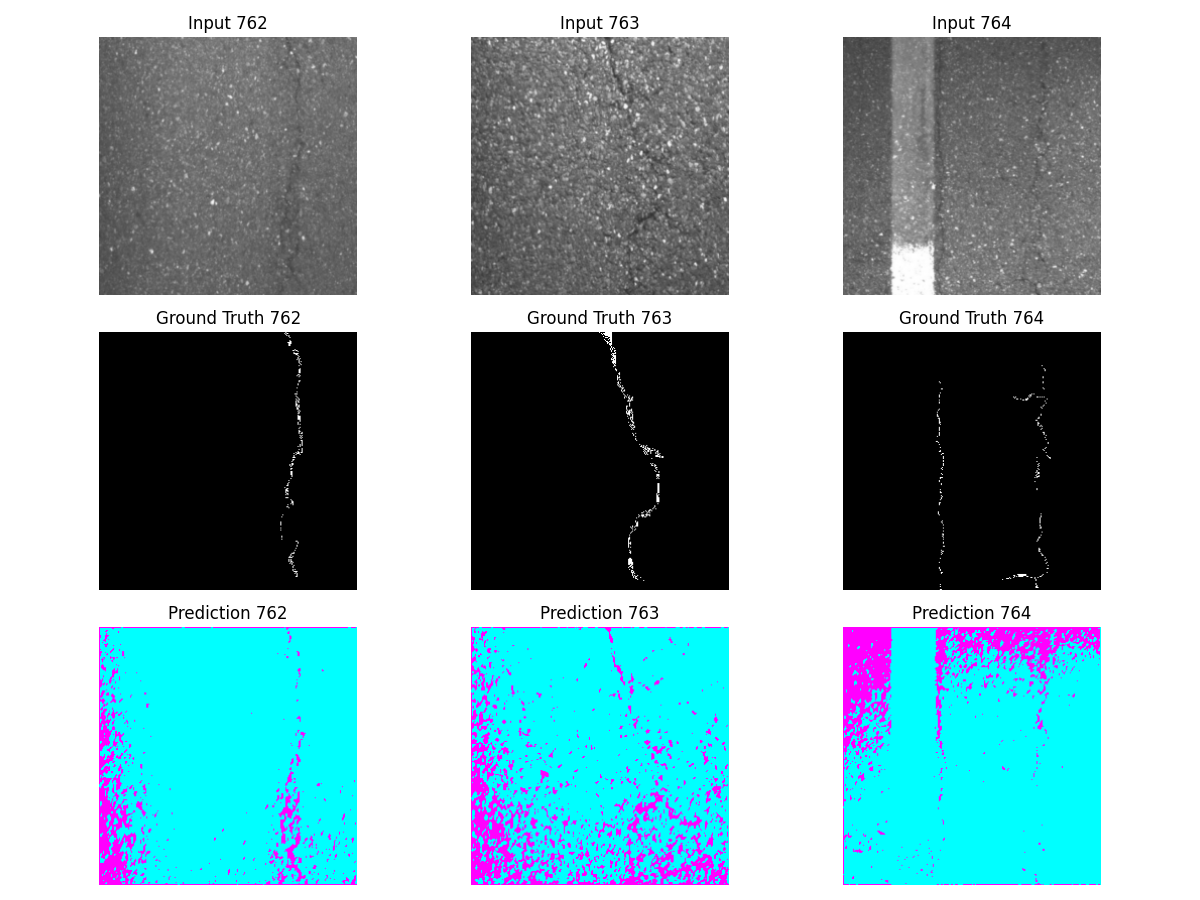 Input 762
Input 763
Input 764
Ground Truth 762
Ground Truth 763
Ground Truth 764
Prediction 762
Prediction 763
Prediction 764